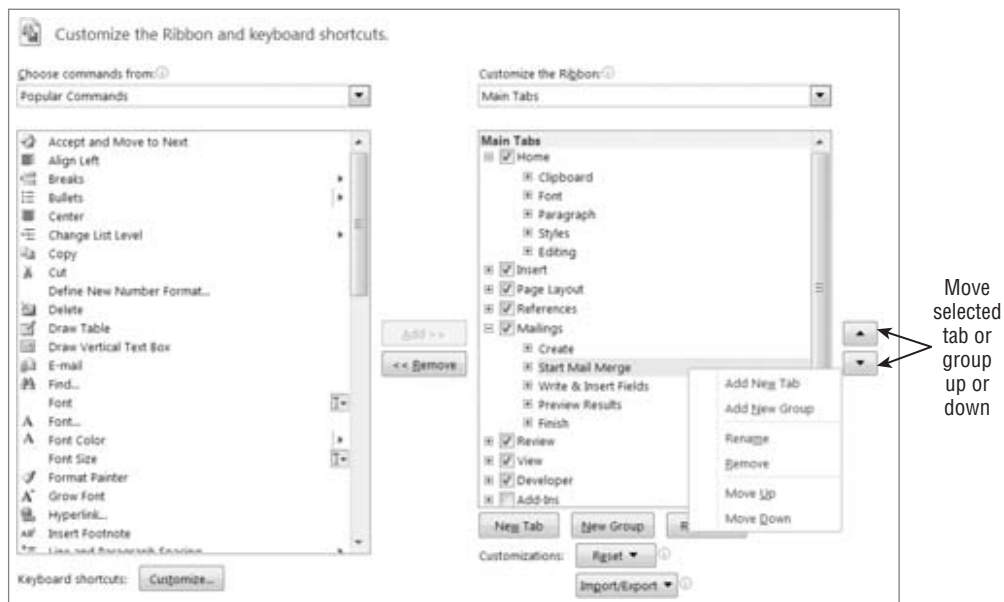 Customize the Ribbon and keyboard shortcuts.
Choose commands from:
Popular Commands
Accept and Move to Next
Align Left
Breaks
Bullets
Center
Change List Level
Copy
Cut
Define New Number Format...
Delete
Draw Table
Draw Vertical Text Box
E-mail
Find...
Font
Font...
Font Color
Font Size
Format Painter
Grow Font
Hyperlink...
Insert Footnote
Line and Paragraph Spacing
Keyboard shortcuts: Customize...
Add >>
<< Remove
Customize the Ribbon:
Main Tabs
Main Tabs
Home
Clipboard
Font
Paragraph
Styles
Editing
Insert
Page Layout
References
Mailings
Create
Start Mail Merge
Write & Insert Fields
Preview Results
Finish
Review
View
Developer
Add-Ins
Add New Tab
Add New Group
Rename
Remove
Move Up
Move Down
New Tab New Group R
Customizations: Reset
Import/Export
Move
selected
tab or
group
up or
down